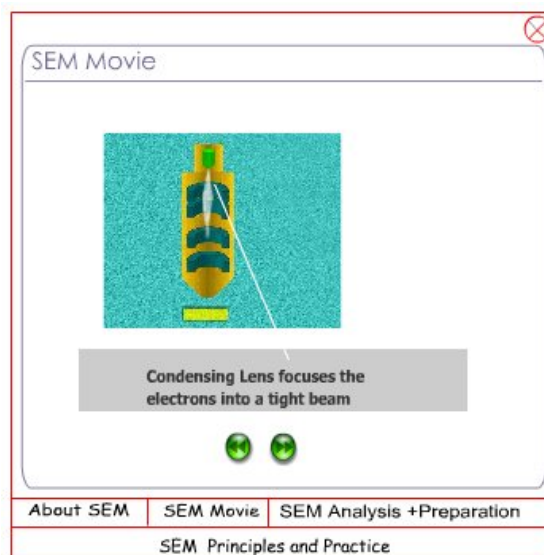 SEM Movie
Condensing Lens focuses the
electrons into a tight beam
About SEM
SEM Movie
SEM Analysis +Preparation
SEM Principles and Practice